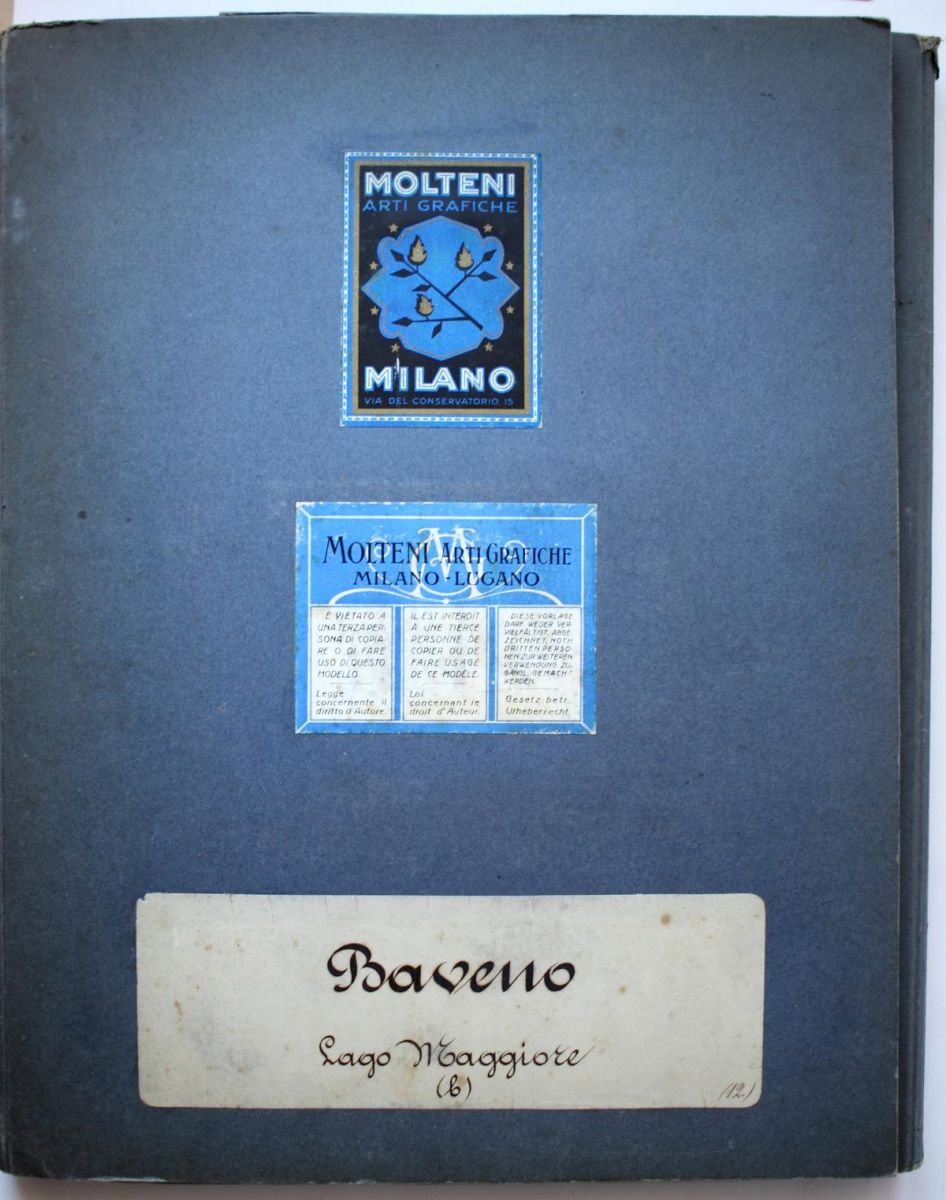 MOLTENI
ARTI GRAFICHE
MILANO
VIA DEL CONSERVATORIO, 15
MOLTENI ARTI GRAFICHE
MILANO - LUGANO
È VIETATO A
UNA TERZA PER-
SONA DI COPIA-
RE O DI FARE
USO DI QUESTO
MODELLO.
Legge
concernente il
diritto d'Autore.
IL EST INTERDIT
À UNE TIERCE
PERSONNE DE
COPIER OU DE
FAIRE USAGE
DE CE MODÈLE.
Loi
concernant le
droit d'Auteur.
DIESE VORLAGE
DARF WEDER VER-
VIELFÄLTIGT, ABGE-
ZEICHNET, NOCH
DRITTEN PERSO-
NEN ZUR WEITEREN
VERWENDUNG ZU-
GÄNGL. GEMACHT
WERDEN.
Gesetz betr.
Urheberrecht.
Baveno
Lago Maggiore
(b)
(12.)